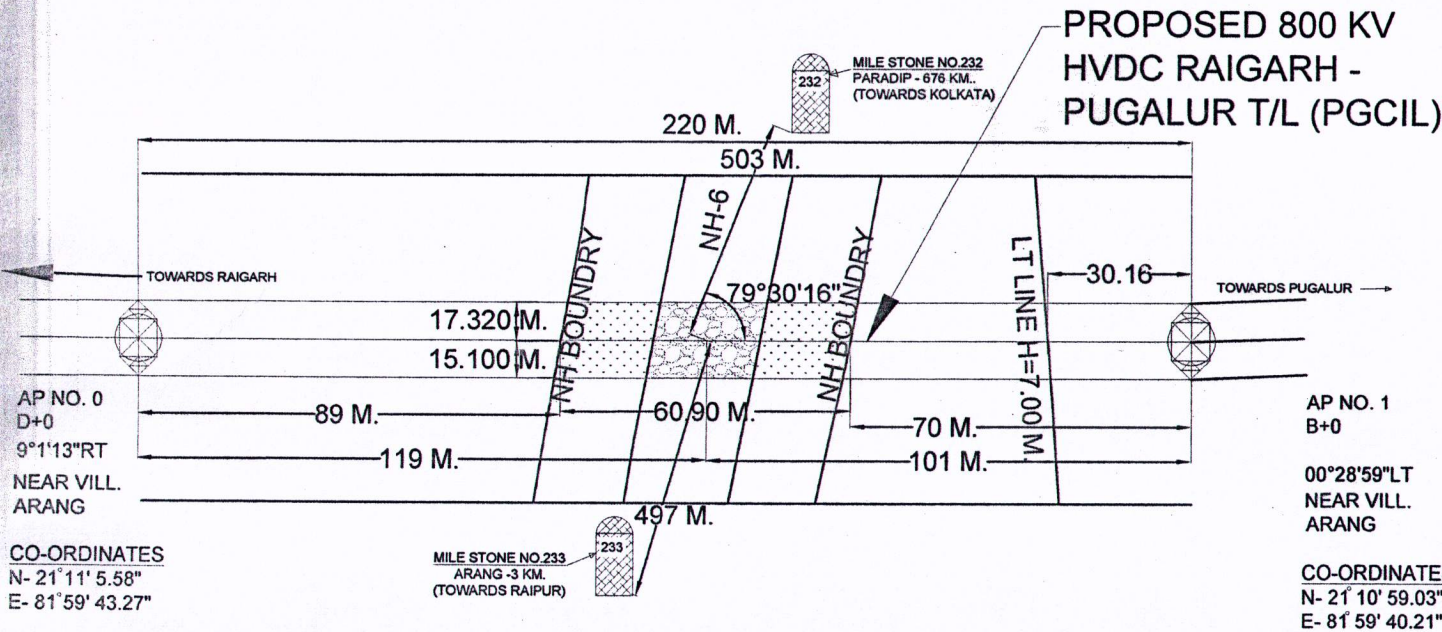 PROPOSED 800 KV
HVDC RAIGARH -
PUGALUR T/L (PGCIL)
232
MILE STONE NO.232
PARADIP - 676 KM..
(TOWARDS KOLKATA)
220 M.
503 M.
NH-6
NH BOUNDRY
NH BOUNDRY
LT LINE H=7.00 M.
79°30'16"
30.16
TOWARDS RAIGARH
TOWARDS PUGALUR
17.320 M.
15.100 M.
89 M.
60.90 M.
70 M.
119 M.
101 M.
AP NO. 0
D+0
9°1'13"RT
NEAR VILL.
ARANG
CO-ORDINATES
N- 21°11' 5.58"
E- 81°59' 43.27"
497 M.
233
MILE STONE NO.233
ARANG -3 KM.
(TOWARDS RAIPUR)
AP NO. 1
B+0
00°28'59"LT
NEAR VILL.
ARANG
CO-ORDINATE
N- 21° 10' 59.03"
E- 81° 59' 40.21"